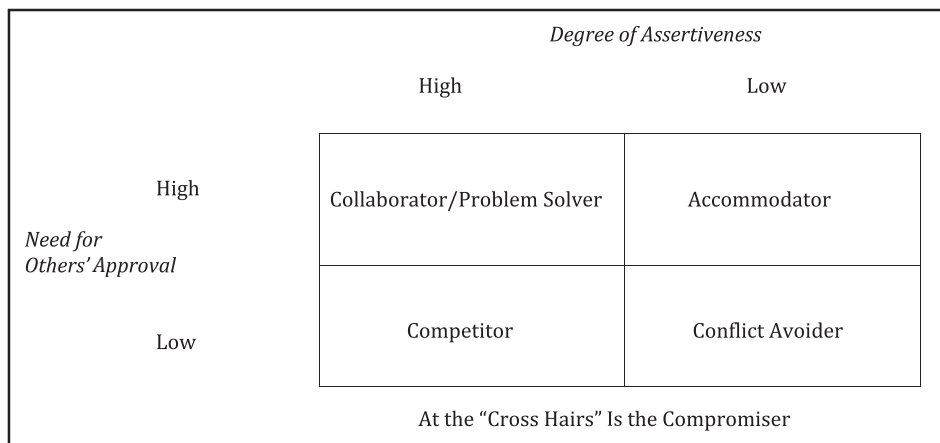 Degree of Assertiveness
High Low
High
Collaborator/Problem Solver Accommodator
Need for
Others’ Approval
Competitor Conflict Avoider
Low
At the “Cross Hairs” Is the Compromiser